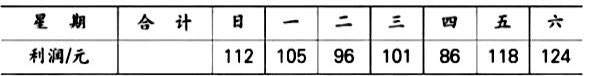 星期 合计 日 一 二 三 四 五 六
利润/元 112 105 96 101 86 118 124